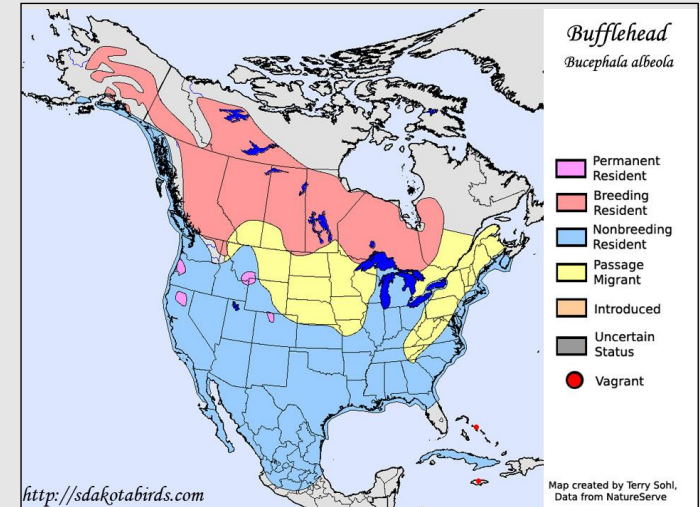 Bufflehead
Bucephala albeola
Permanent
Resident
Breeding
Resident
Nonbreeding
Resident
Passage
Migrant
Introduced
Uncertain
Status
Vagrant
http://sdakotabirds.com
Map created by Terry Sohl,
Data from NatureServe